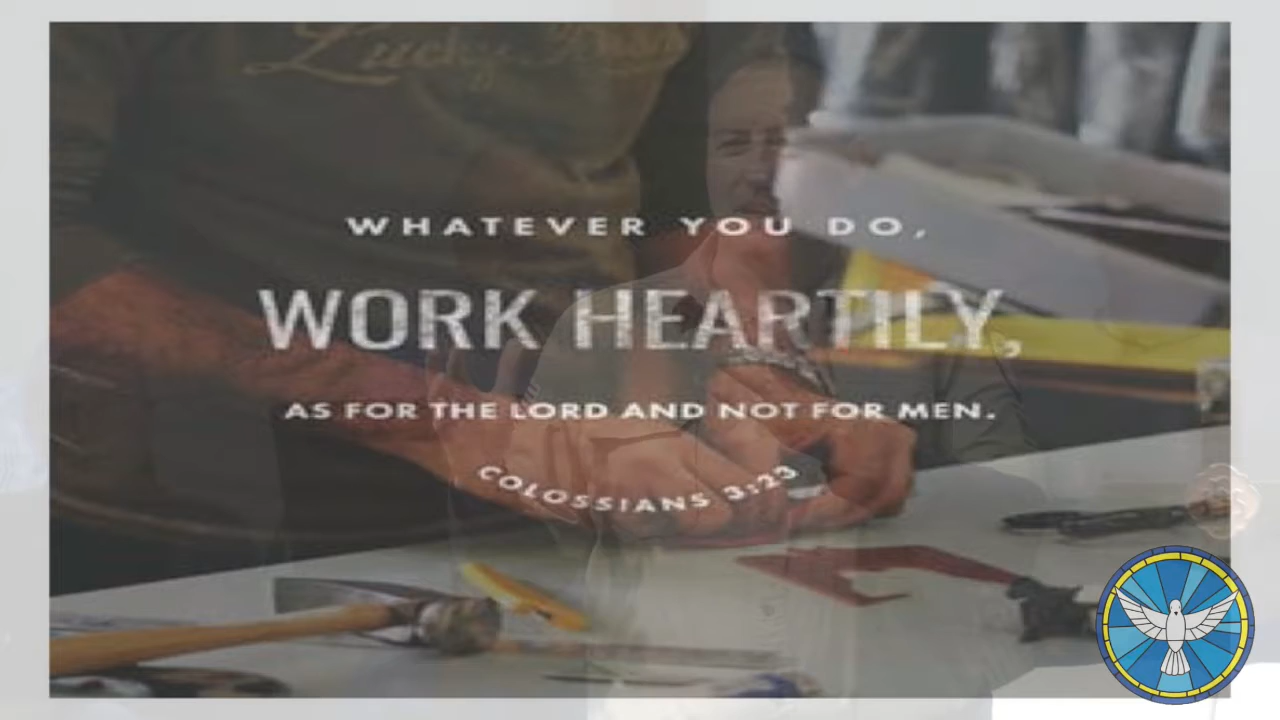 WHATEVER YOU DO,
WORK HEARTILY,
AS FOR THE LORD AND NOT FOR MEN.
COLOSSIANS 3:23